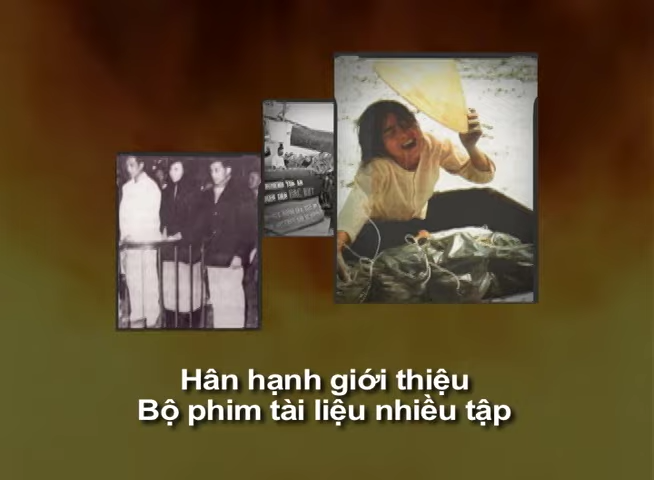 Hân hạnh giới thiệu
Bộ phim tài liệu nhiều tập